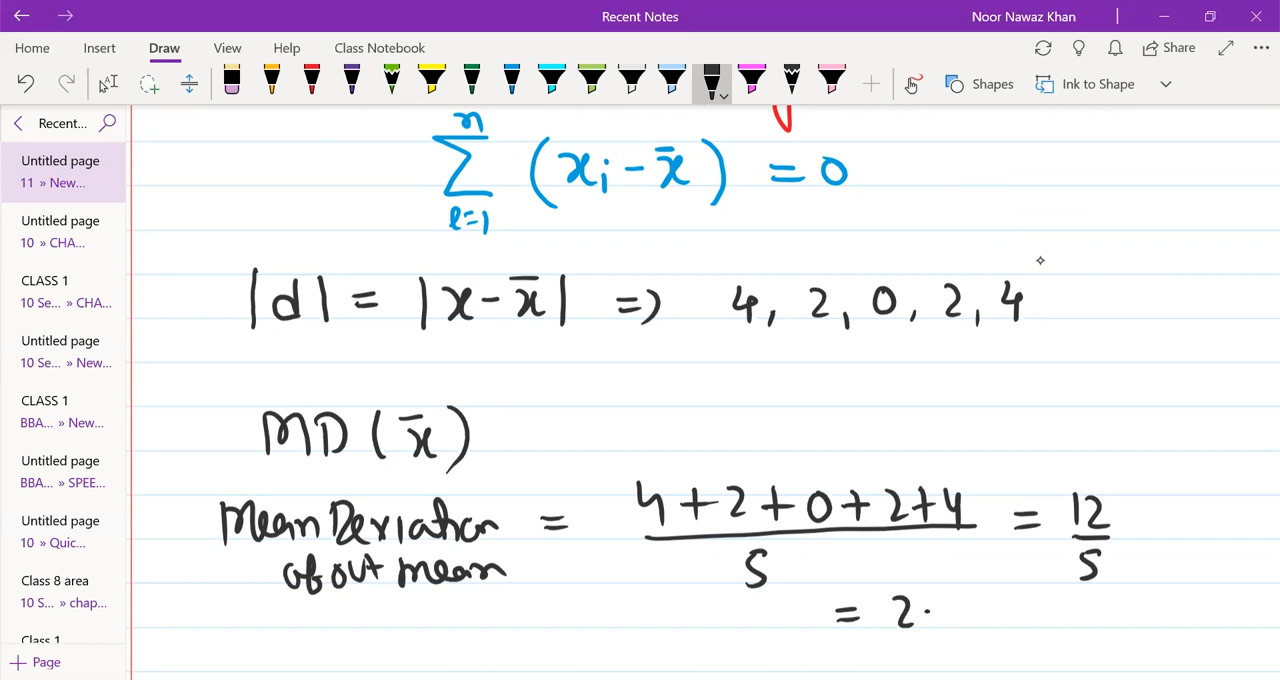 Recent Notes
Noor Nawaz Khan
Home Insert Draw View Help Class Notebook
Share
Shapes
Ink to Shape
Recent...
Untitled page
11 » New...
Untitled page
10 » CHA...
CLASS 1
10 Se... » CHA...
Untitled page
10 Se... » New...
CLASS 1
BBA... » New...
Untitled page
BBA... » SPEE...
Untitled page
10 » Quic...
Class 8 area
10 S... » chap...
Class 1
Page
n
∑ (xi - x̄) = 0
i=1
|d| = |x - x̄| => 4, 2, 0, 2, 4
MD (x̄)
Mean Deviation = 4+2+0+2+4 / 5 = 12 / 5
about mean
= 2.